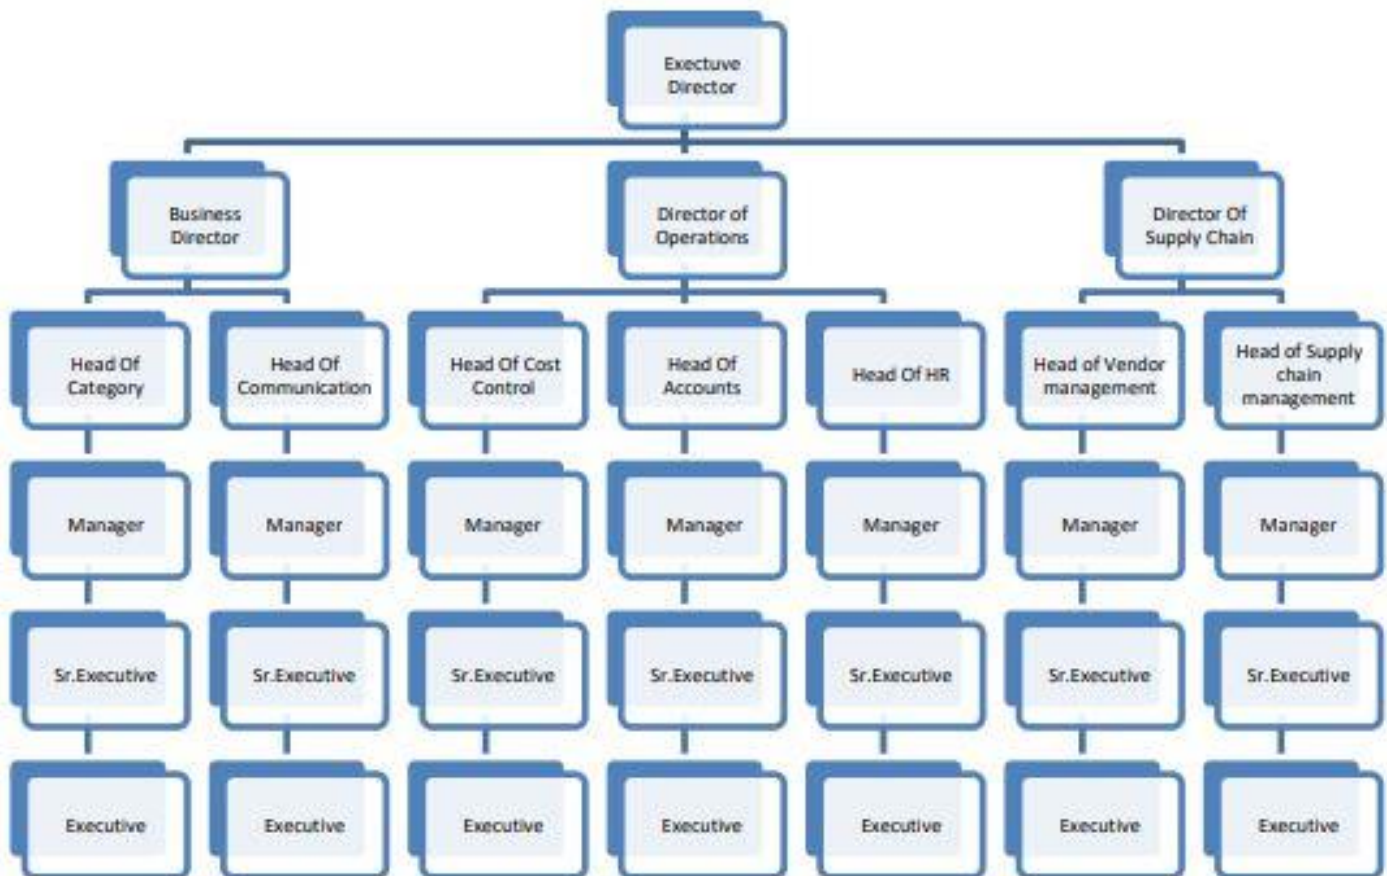 Exectuve
Director
Business
Director
Director of
Operations
Director Of
Supply Chain
Head Of
Category
Head Of
Communication
Head Of Cost
Control
Head Of
Accounts
Head Of HR
Head of Vendor
management
Head of Supply
chain
management
Manager
Manager
Manager
Manager
Manager
Manager
Manager
Sr.Executive
Sr.Executive
Sr.Executive
Sr.Executive
Sr.Executive
Sr.Executive
Sr.Executive
Executive
Executive
Executive
Executive
Executive
Executive
Executive